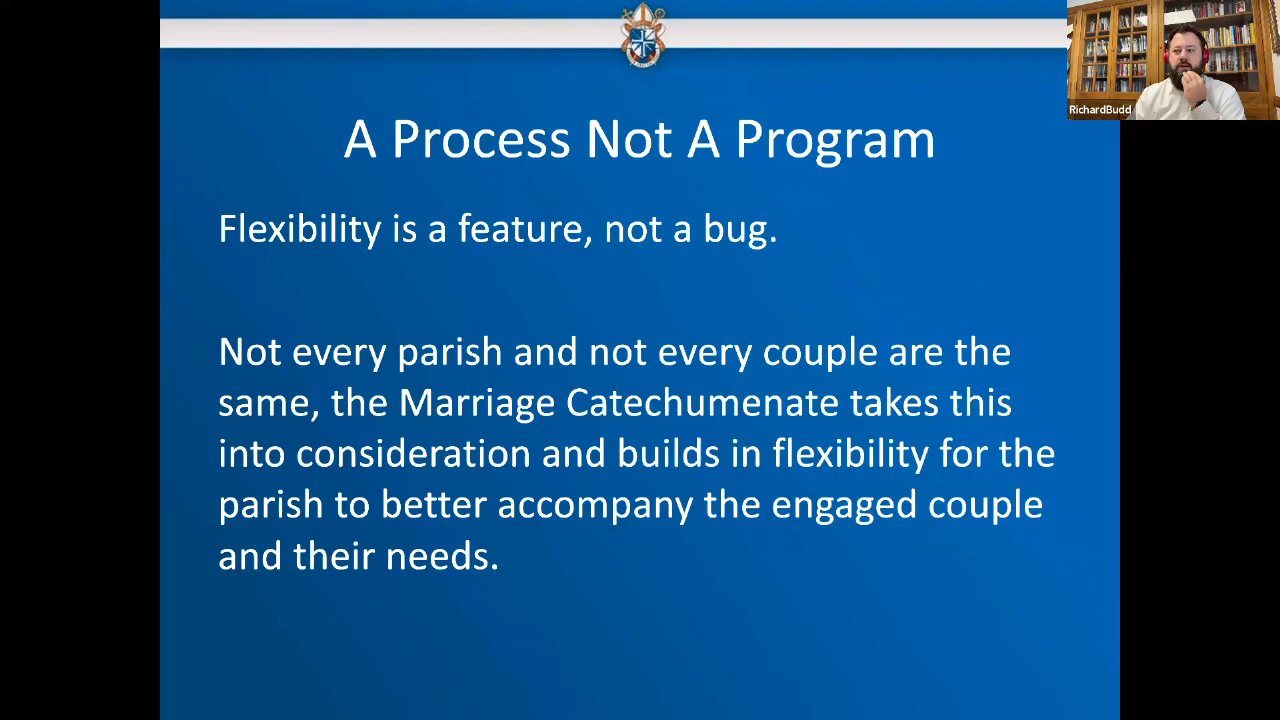 A Process Not A Program
RichardBudd
Flexibility is a feature, not a bug.
Not every parish and not every couple are the
same, the Marriage Catechumenate takes this
into consideration and builds in flexibility for the
parish to better accompany the engaged couple
and their needs.